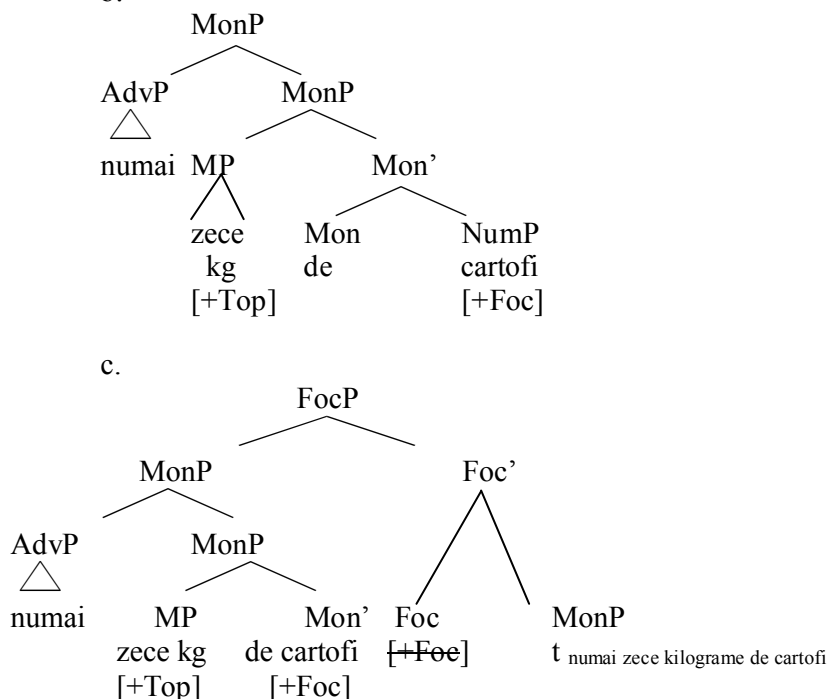 MonP
AdvP MonP
numai MP Mon’
zece Mon NumP
kg de cartofi
[+Top] [+Foc]
c.
FocP
MonP Foc’
AdvP MonP
numai MP Mon’ Foc MonP
zece kg de cartofi [+Foc] t numai zece kilograme de cartofi
[+Top] [+Foc]